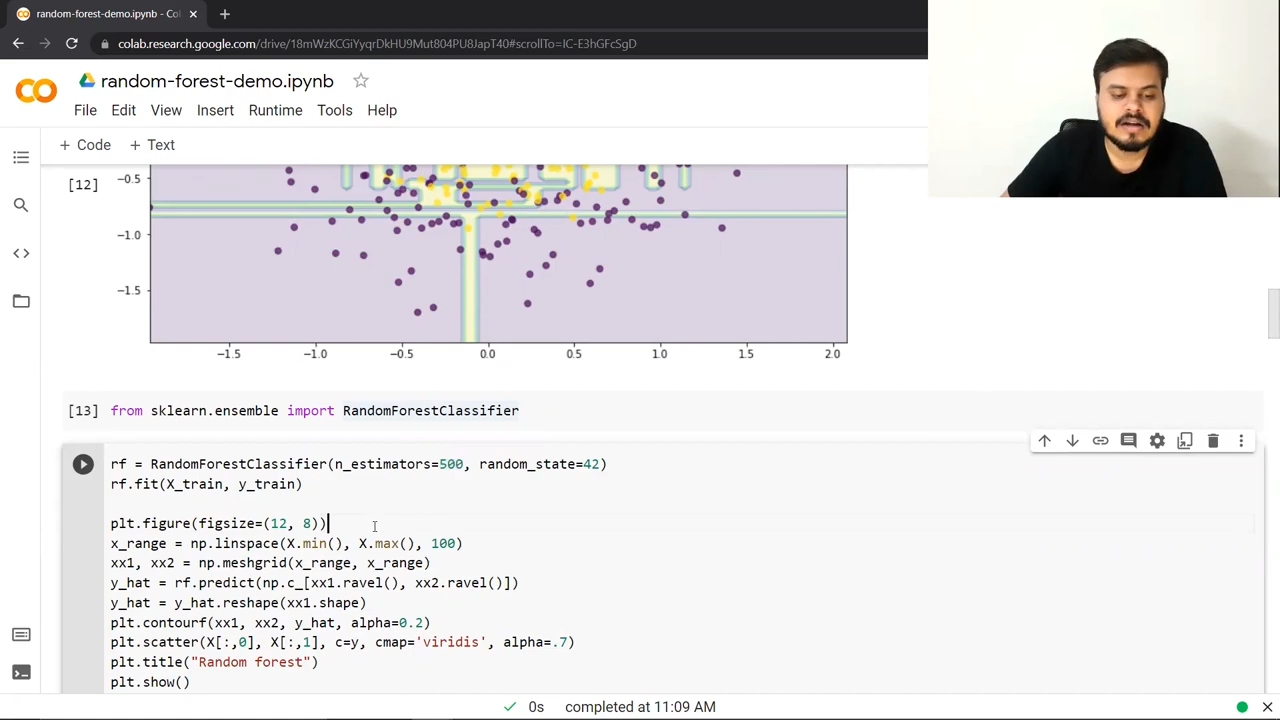 random-forest-demo.ipynb - Cola
colab.research.google.com/drive/18mWzKCGiYyqrDkHU9Mut804PU8JapT40#scrollTo=IC-E3hGFcSgD
random-forest-demo.ipynb
File Edit View Insert Runtime Tools Help
+ Code + Text
[12]
−0.5
−1.0
−1.5
−1.5 −1.0 −0.5 0.0 0.5 1.0 1.5 2.0
[13] from sklearn.ensemble import RandomForestClassifier
rf = RandomForestClassifier(n_estimators=500, random_state=42)
rf.fit(X_train, y_train)
plt.figure(figsize=(12, 8))
x_range = np.linspace(X.min(), X.max(), 100)
xx1, xx2 = np.meshgrid(x_range, x_range)
y_hat = rf.predict(np.c_[xx1.ravel(), xx2.ravel()])
y_hat = y_hat.reshape(xx1.shape)
plt.contourf(xx1, xx2, y_hat, alpha=0.2)
plt.scatter(X[:,0], X[:,1], c=y, cmap='viridis', alpha=.7)
plt.title("Random forest")
plt.show()
0s completed at 11:09 AM